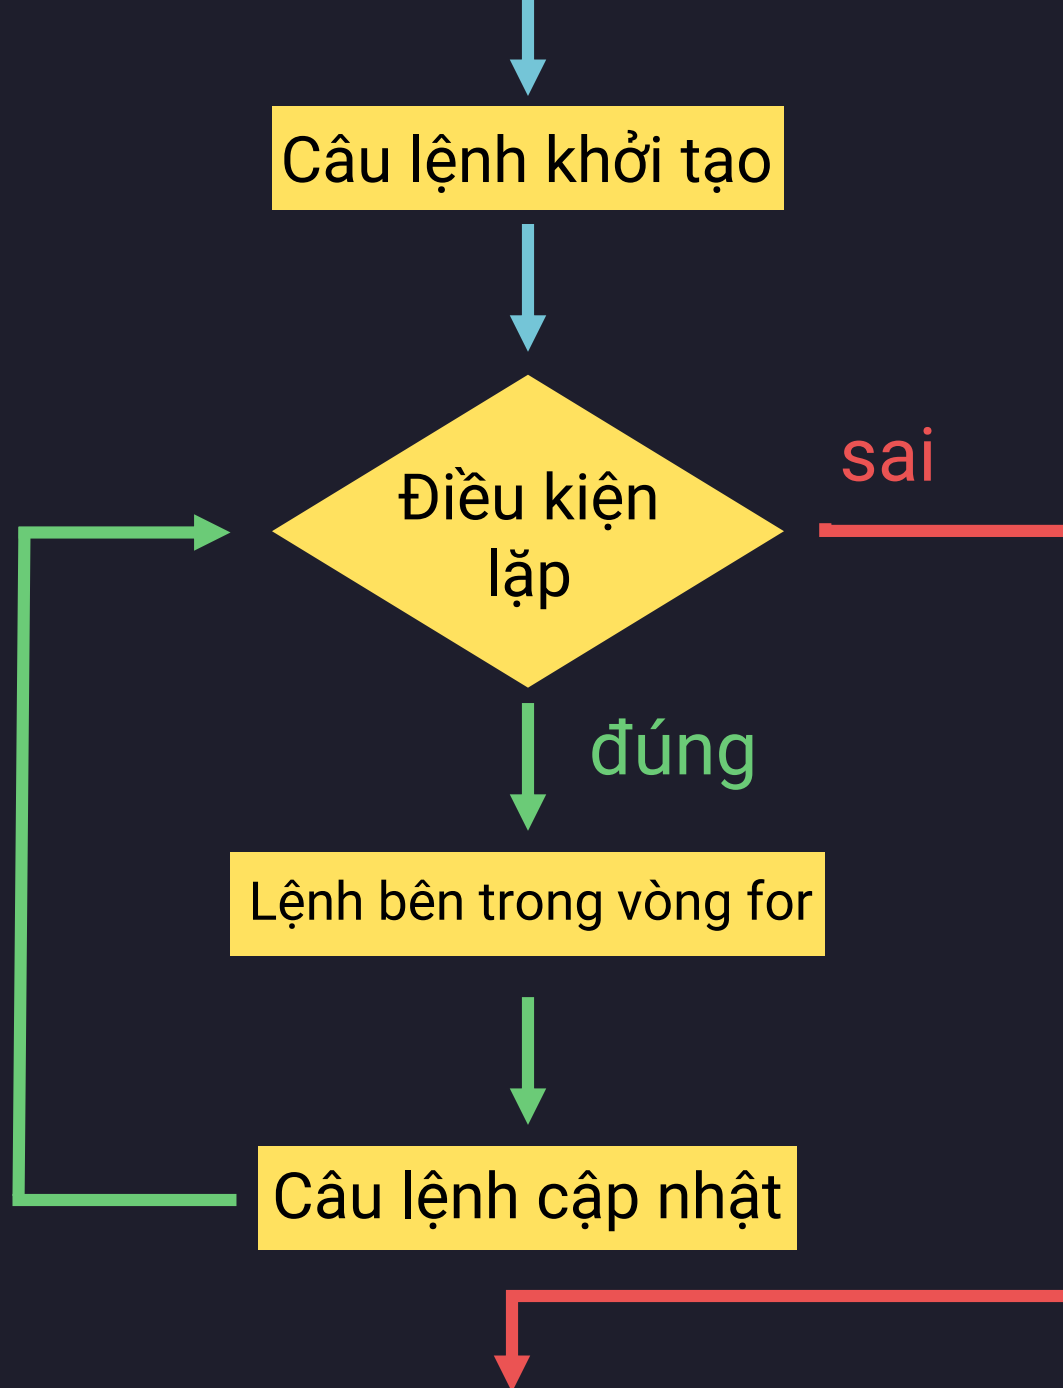 Câu lệnh khởi tạo
sai
Điều kiện
lặp
đúng
Lệnh bên trong vòng for
Câu lệnh cập nhật